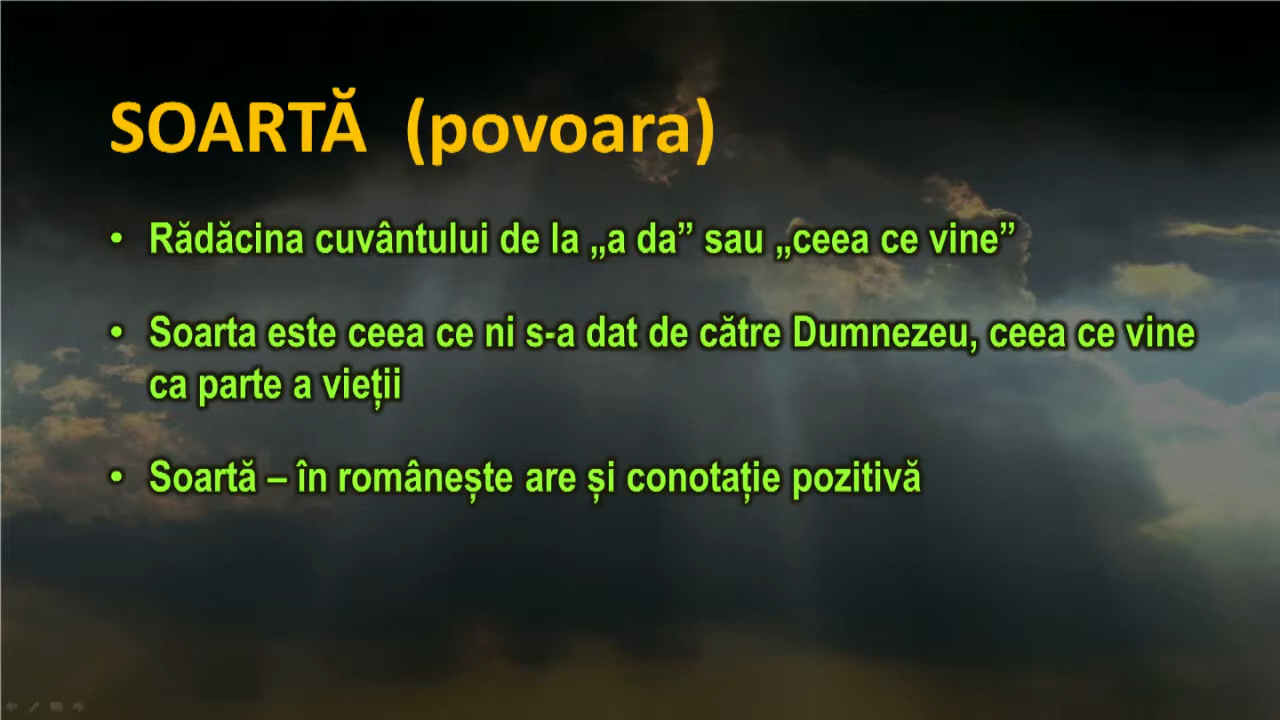 SOARTĂ (povoara)
• Rădăcina cuvântului de la „a da” sau „ceea ce vine”
• Soarta este ceea ce ni s-a dat de către Dumnezeu, ceea ce vine
ca parte a vieții
• Soartă – în românește are și conotație pozitivă